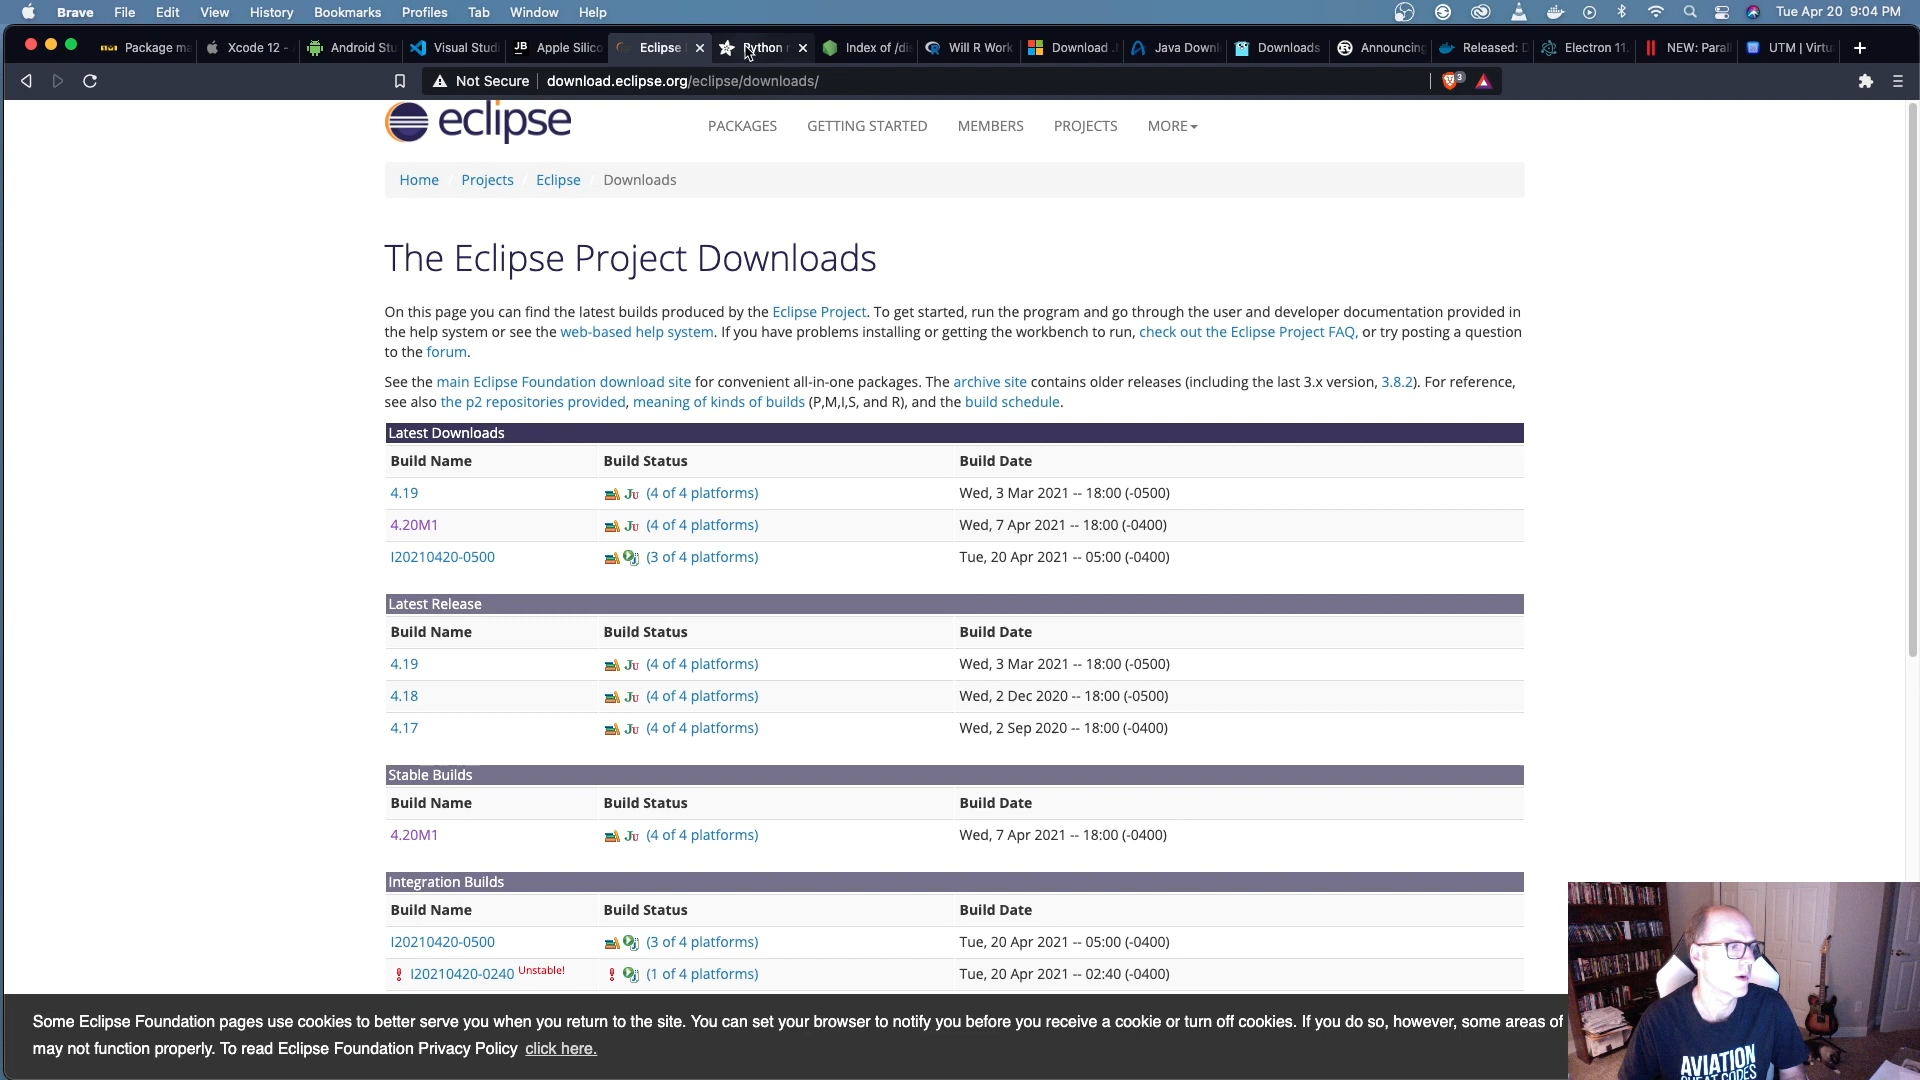 Brave File Edit View History Bookmarks Profiles Tab Window Help Tue Apr 20 9:04 PM
Package ma Xcode 12 - Android Stu Visual Studi JB Apple Silico Eclipse Python r Index of /dis Will R Work Download . Java Downl Downloads Announcing Released: D Electron 11. NEW: Paral UTM | Virtu
Not Secure download.eclipse.org/eclipse/downloads/ 3
eclipse PACKAGES GETTING STARTED MEMBERS PROJECTS MORE
Home / Projects / Eclipse / Downloads
The Eclipse Project Downloads
On this page you can find the latest builds produced by the Eclipse Project. To get started, run the program and go through the user and developer documentation provided in
the help system or see the web-based help system. If you have problems installing or getting the workbench to run, check out the Eclipse Project FAQ, or try posting a question
to the forum.
See the main Eclipse Foundation download site for convenient all-in-one packages. The archive site contains older releases (including the last 3.x version, 3.8.2). For reference,
see also the p2 repositories provided, meaning of kinds of builds (P,M,I,S, and R), and the build schedule.
Latest Downloads
Build Name Build Status Build Date
4.19 JU (4 of 4 platforms) Wed, 3 Mar 2021 -- 18:00 (-0500)
4.20M1 JU (4 of 4 platforms) Wed, 7 Apr 2021 -- 18:00 (-0400)
I20210420-0500 (3 of 4 platforms) Tue, 20 Apr 2021 -- 05:00 (-0400)
Latest Release
Build Name Build Status Build Date
4.19 JU (4 of 4 platforms) Wed, 3 Mar 2021 -- 18:00 (-0500)
4.18 JU (4 of 4 platforms) Wed, 2 Dec 2020 -- 18:00 (-0500)
4.17 JU (4 of 4 platforms) Wed, 2 Sep 2020 -- 18:00 (-0400)
Stable Builds
Build Name Build Status Build Date
4.20M1 JU (4 of 4 platforms) Wed, 7 Apr 2021 -- 18:00 (-0400)
Integration Builds
Build Name Build Status Build Date
I20210420-0500 (3 of 4 platforms) Tue, 20 Apr 2021 -- 05:00 (-0400)
I20210420-0240 Unstable! (1 of 4 platforms) Tue, 20 Apr 2021 -- 02:40 (-0400)
Some Eclipse Foundation pages use cookies to better serve you when you return to the site. You can set your browser to notify you before you receive a cookie or turn off cookies. If you do so, however, some areas of
may not function properly. To read Eclipse Foundation Privacy Policy click here.
AVIATION
CHEAT CODES